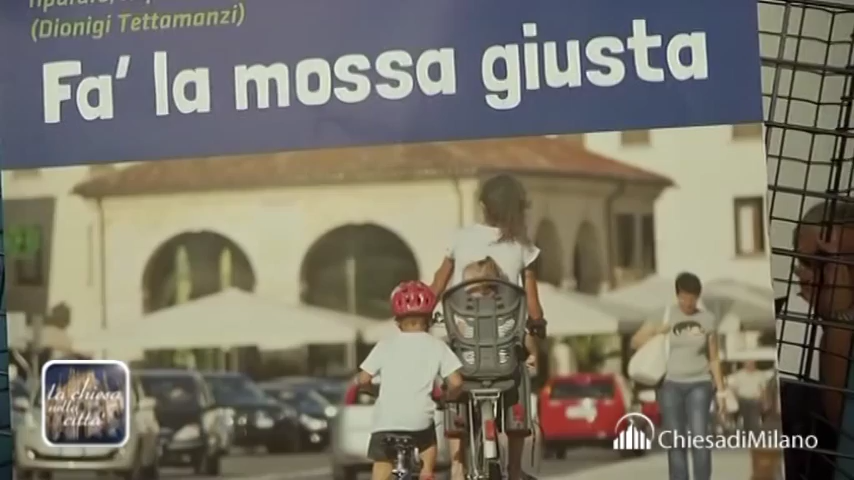 (Dionigi Tettamanzi)
Fa' la mossa giusta
la chiesa
nella
città
ChiesadiMilano